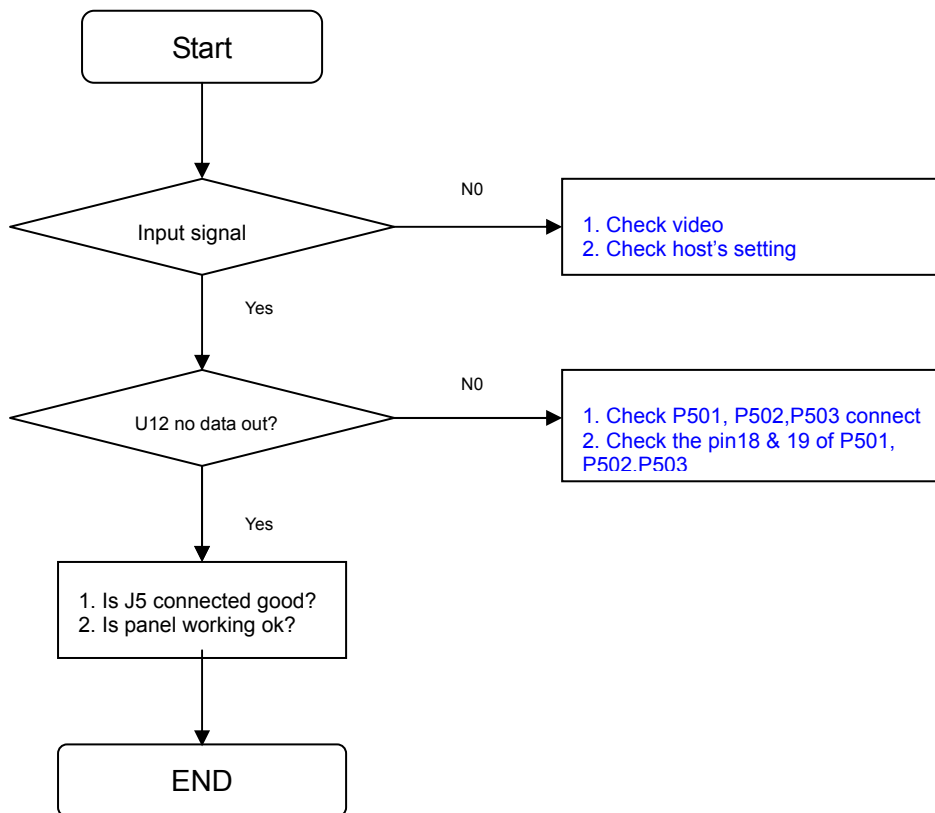 Start
Input signal
N0
1. Check video
2. Check host's setting
Yes
U12 no data out?
N0
1. Check P501, P502,P503 connect
2. Check the pin18 & 19 of P501,
P502.P503
Yes
1. Is J5 connected good?
2. Is panel working ok?
END